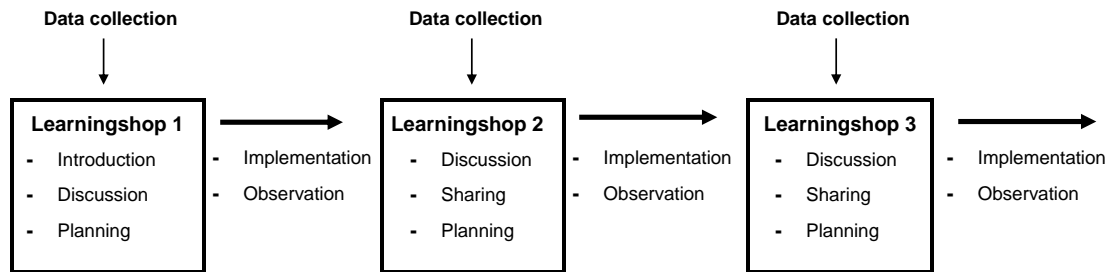 Data collection
Data collection
Data collection
Learningshop 1
- Introduction
- Discussion
- Planning
- Implementation
- Observation
Learningshop 2
- Discussion
- Sharing
- Planning
- Implementation
- Observation
Learningshop 3
- Discussion
- Sharing
- Planning
- Implementation
- Observation